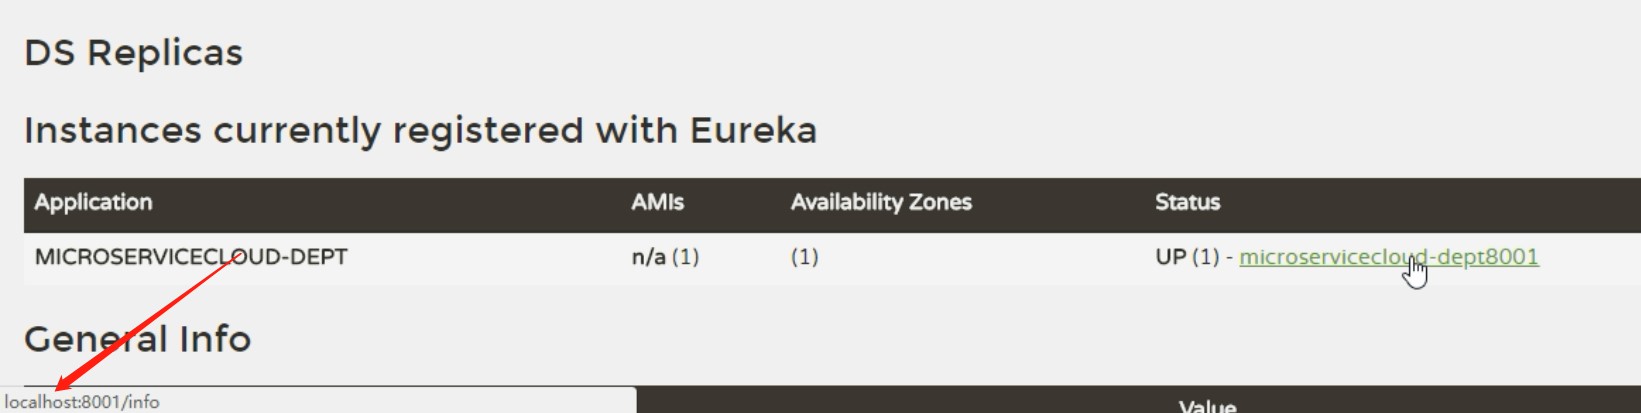 DS Replicas
Instances currently registered with Eureka
Application AMIs Availability Zones Status
MICROSERVICECLOUD-DEPT n/a (1) (1) UP (1) - microservicecloud-dept8001
General Info
localhost:8001/info
Value